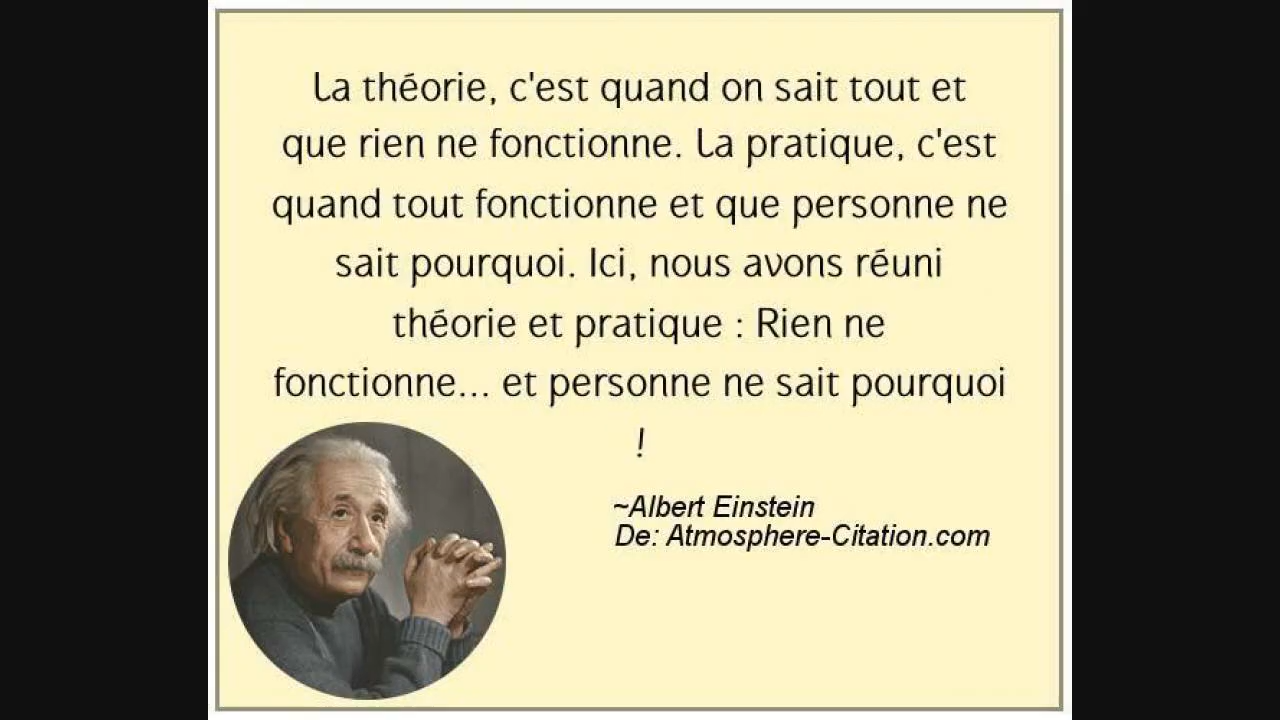 La théorie, c'est quand on sait tout et
que rien ne fonctionne. La pratique, c'est
quand tout fonctionne et que personne ne
sait pourquoi. Ici, nous avons réuni
théorie et pratique : Rien ne
fonctionne... et personne ne sait pourquoi
!
~Albert Einstein
De: Atmosphere-Citation.com